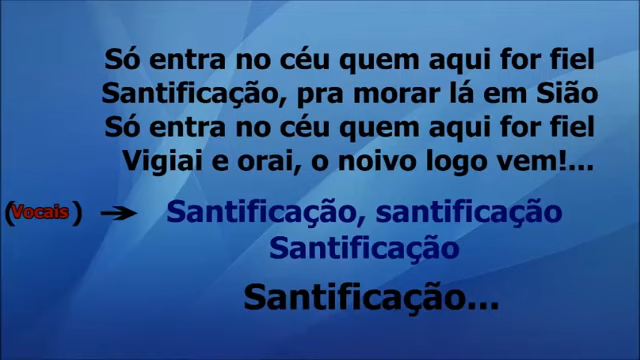 Só entra no céu quem aqui for fiel
Santificação, pra morar lá em Sião
Só entra no céu quem aqui for fiel
Vigiai e orai, o noivo logo vem!...
(Vocais) → Santificação, santificação
Santificação
Santificação...